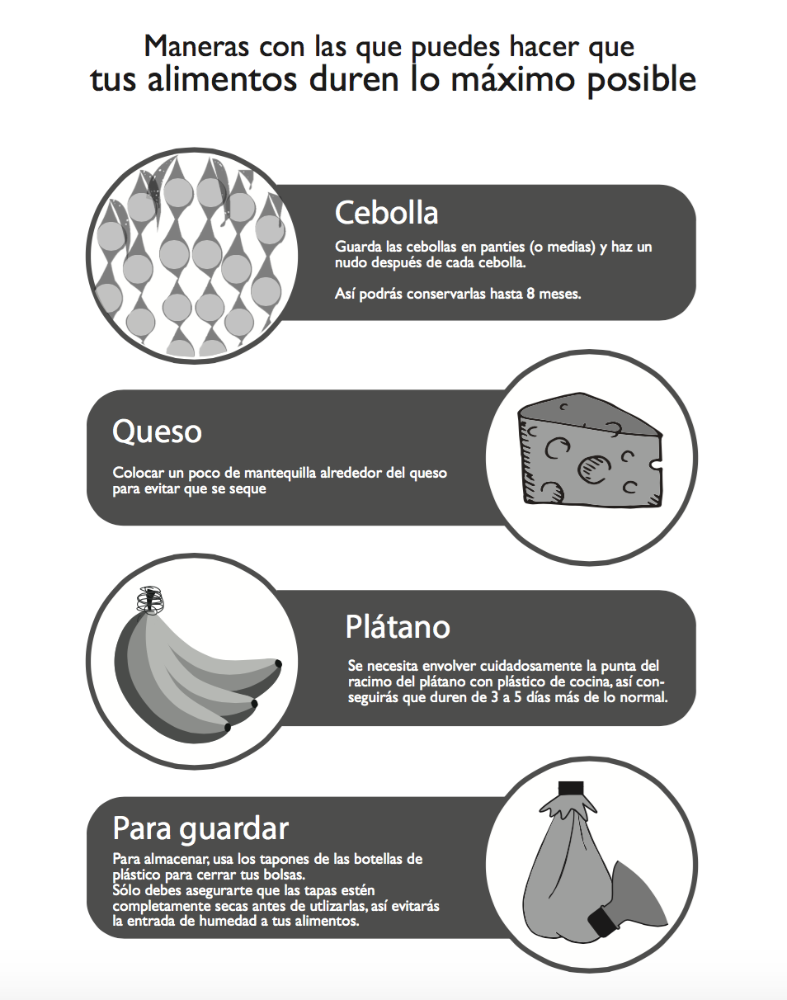 Maneras con las que puedes hacer que
tus alimentos duren lo máximo posible
Cebolla
Guarda las cebollas en panties (o medias) y haz un
nudo después de cada cebolla.
Así podrás conservarlas hasta 8 meses.
Queso
Colocar un poco de mantequilla alrededor del queso
para evitar que se seque
Plátano
Se necesita envolver cuidadosamente la punta del
racimo del plátano con plástico de cocina, así con-
seguirás que duren de 3 a 5 días más de lo normal.
Para guardar
Para almacenar, usa los tapones de las botellas de
plástico para cerrar tus bolsas.
Sólo debes asegurarte que las tapas estén
completamente secas antes de utlizarlas, así evitarás
la entrada de humedad a tus alimentos.